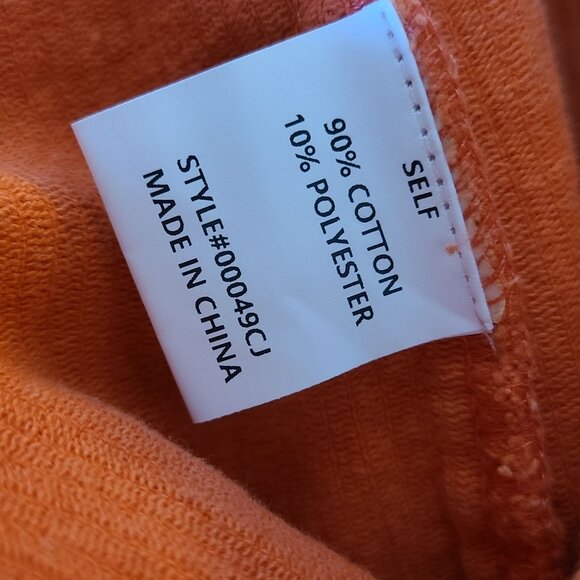 SELF
90% COTTON
10% POLYESTER
STYLE#00049CJ
MADE IN CHINA